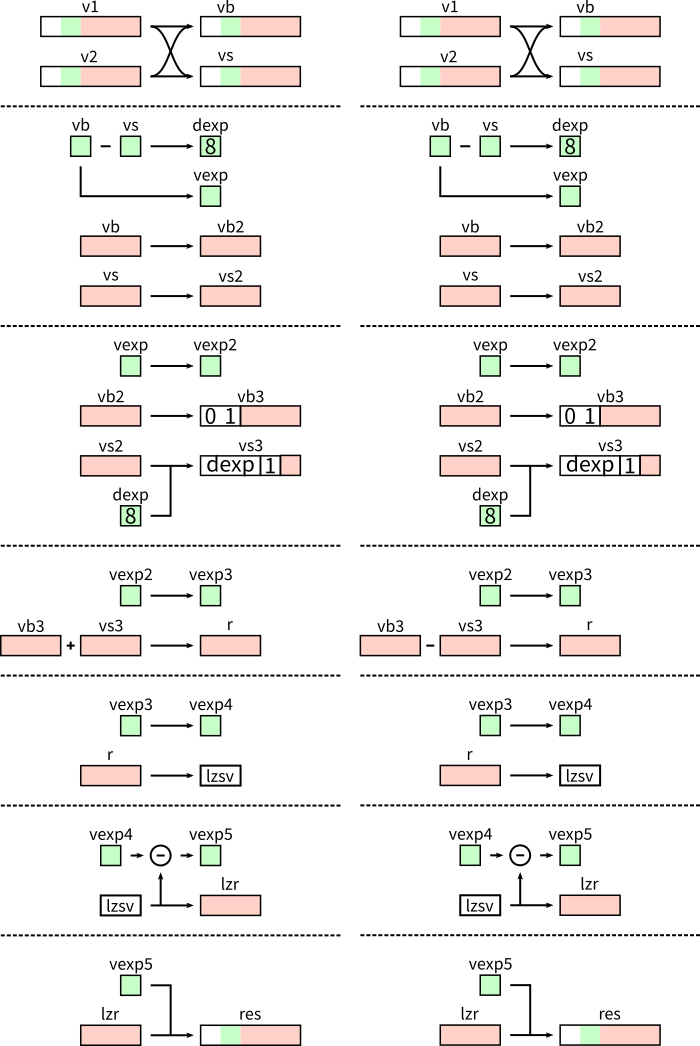 v1 vb v1 vb
v2 vs v2 vs
vb vs dexp vb vs dexp
− 8 − 8
vexp vexp
vb vb2 vb vb2
vs vs2 vs vs2
vexp vexp2 vexp vexp2
vb2 vb3 vb2 vb3
0 1 0 1
vs2 vs3 vs2 vs3
dexp 1 dexp 1
dexp dexp
8 8
vexp2 vexp3 vexp2 vexp3
vb3 vs3 r vb3 vs3 r
+ −
vexp3 vexp4 vexp3 vexp4
r r
lzsv lzsv
vexp4 vexp5 vexp4 vexp5
− −
lzr lzr
lzsv lzsv
vexp5 vexp5
lzr res lzr res